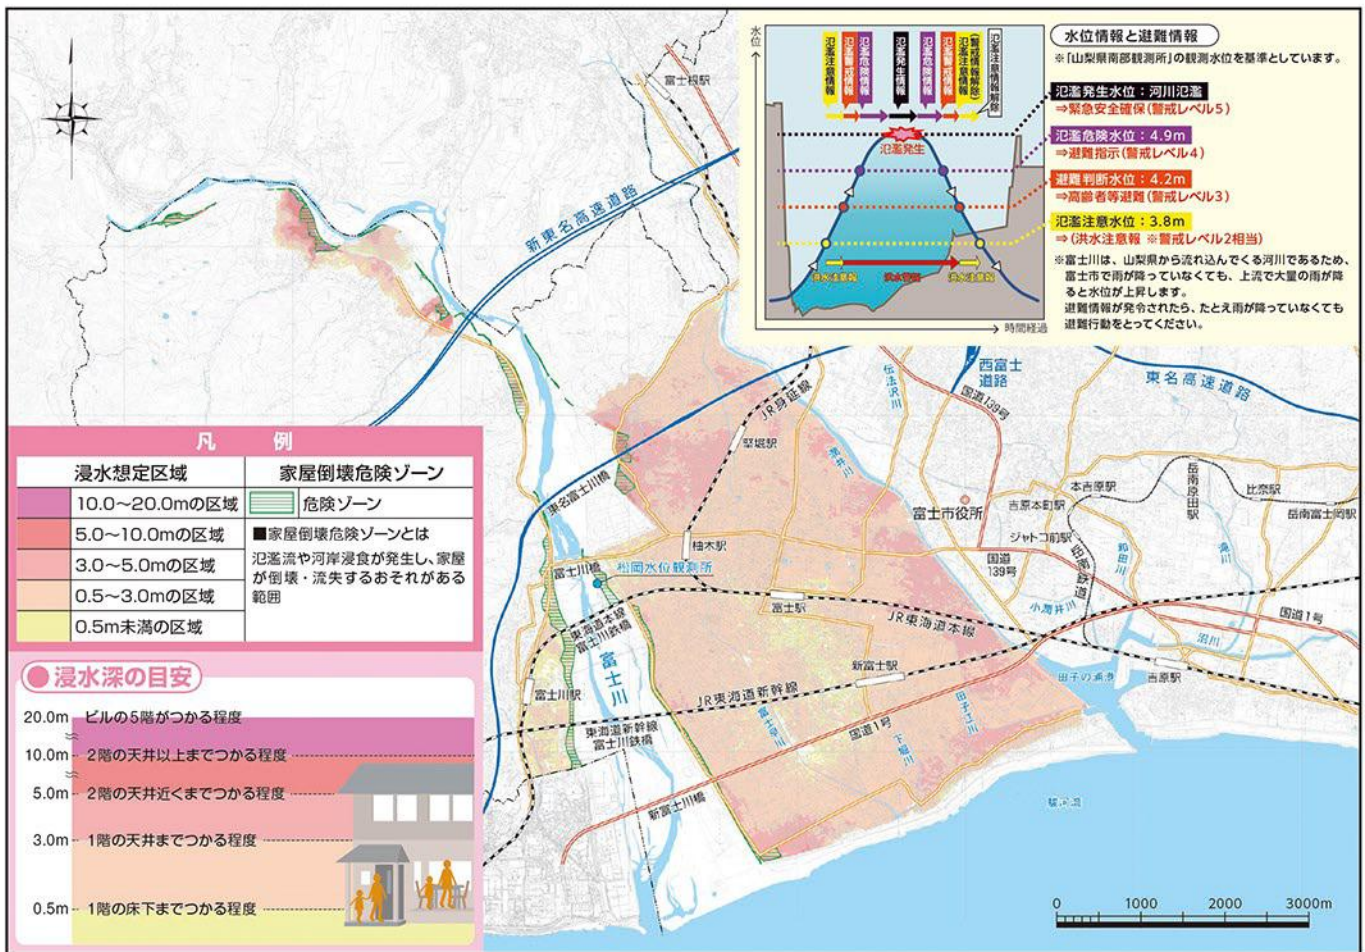 水位
氾濫注意情報
氾濫警戒情報
氾濫危険情報
氾濫発生情報
氾濫危険情報
氾濫警戒情報
氾濫注意情報
(警戒情報解除)
氾濫注意情報解除
氾濫発生
洪水注意報
洪水警報
洪水注意報
時間経過
水位情報と避難情報
※「山梨県南部観測所」の観測水位を基準としています。
氾濫発生水位：河川氾濫
⇒緊急安全確保(警戒レベル5)
氾濫危険水位：4.9m
⇒避難指示(警戒レベル4)
避難判断水位：4.2m
⇒高齢者等避難(警戒レベル3)
氾濫注意水位：3.8m
⇒(洪水注意報 ※警戒レベル2相当)
※富士川は、山梨県から流れ込んでくる河川であるため、
富士市で雨が降っていなくても、上流で大量の雨が降
ると水位が上昇します。
避難情報が発令されたら、たとえ雨が降っていなくても
避難行動をとってください。
富士根駅
新東名高速道路
西富士
道路
東名高速道路
伝法沢川
国道139号
JR身延線
竪堀駅
潤井川
東名富士川橋
富士市役所
本吉原駅
吉原本町駅
ジヤトコ前駅
岳南原田駅
比奈駅
岳南富士岡駅
岳南鉄道
和田川
滝川
国道
139号
柚木駅
富士川橋
松岡水位観測所
富士駅
JR東海道本線
小潤井川
国道1号
沼川
東海道本線
富士川鉄橋
富士川
新富士駅
JR東海道新幹線
田子の浦港
吉原駅
富士川駅
東海道新幹線
富士川鉄橋
富士早川
国道1号
田子江川
下堀川
新富士川橋
駿河湾
0 1000 2000 3000m
凡 例
浸水想定区域
家屋倒壊危険ゾーン
10.0～20.0mの区域
危険ゾーン
5.0～10.0mの区域
3.0～5.0mの区域
0.5～3.0mの区域
0.5m未満の区域
■家屋倒壊危険ゾーンとは
氾濫流や河岸浸食が発生し、家屋
が倒壊・流失するおそれがある
範囲
浸水深の目安
20.0m ビルの5階がつかる程度
10.0m 2階の天井以上までつかる程度
5.0m 2階の天井近くまでつかる程度
3.0m 1階の天井までつかる程度
0.5m 1階の床下までつかる程度